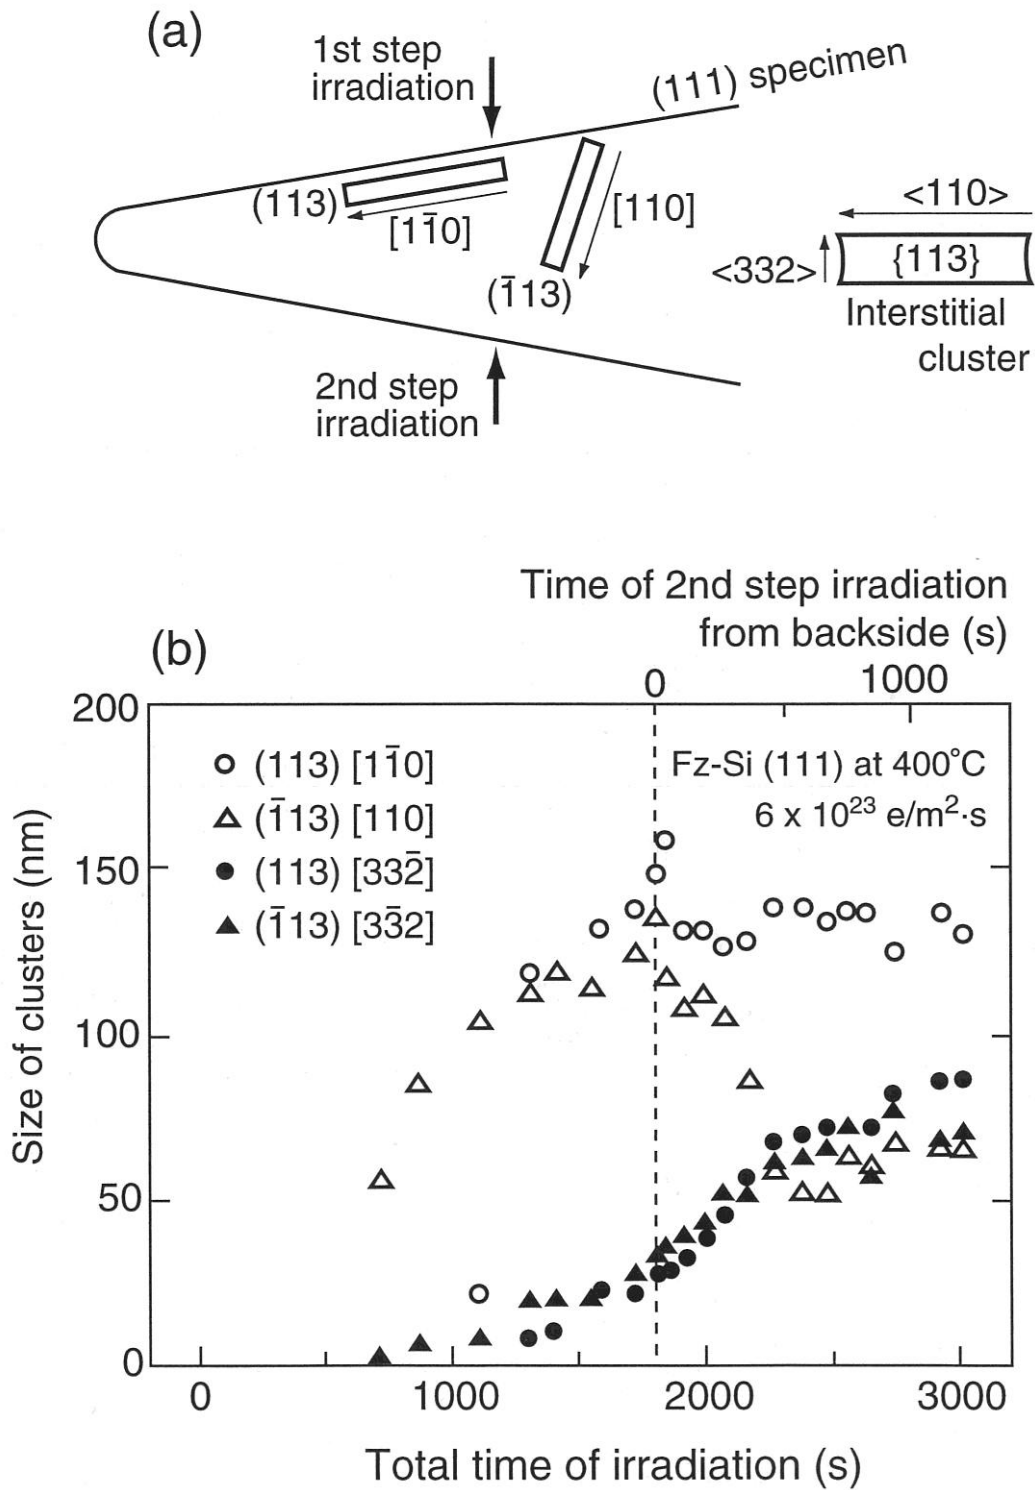 (a)
1st step
irradiation
(111) specimen
(113)
[11̄0]
[110]
(1̄13)
<110>
<332>
{113}
Interstitial
cluster
2nd step
irradiation
Time of 2nd step irradiation
from backside (s)
(b)
0 1000
200
150
100
50
0
Size of clusters (nm)
(113) [11̄0]
(1̄13) [110]
(113) [332̄]
(1̄13) [33̄2]
Fz-Si (111) at 400°C
6 x 10²³ e/m²·s
0 1000 2000 3000
Total time of irradiation (s)